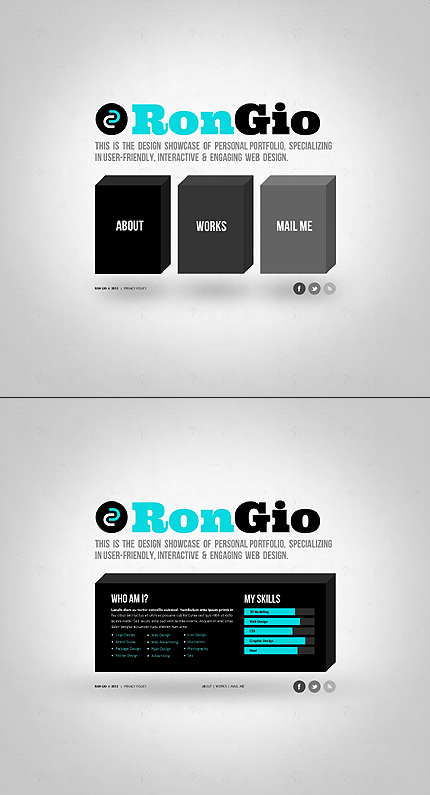 RonGio
THIS IS THE DESIGN SHOWCASE OF PERSONAL PORTFOLIO, SPECIALIZING
IN USER-FRIENDLY, INTERACTIVE & ENGAGING WEB DESIGN.
ABOUT
WORKS
MAIL ME
RON GIO © 2012 | PRIVACY POLICY
RonGio
THIS IS THE DESIGN SHOWCASE OF PERSONAL PORTFOLIO, SPECIALIZING
IN USER-FRIENDLY, INTERACTIVE & ENGAGING WEB DESIGN.
WHO AM I?
Logo Design
Web Design
Icon Design
Brand Guide
Web Advertising
Illustration
Package Design
Flyer Design
Photography
Poster Design
Advertising
Seo
MY SKILLS
3D Modeling
Web Design
CSS
Graphic Design
Html
RON GIO © 2012 | PRIVACY POLICY
ABOUT | WORKS | MAIL ME